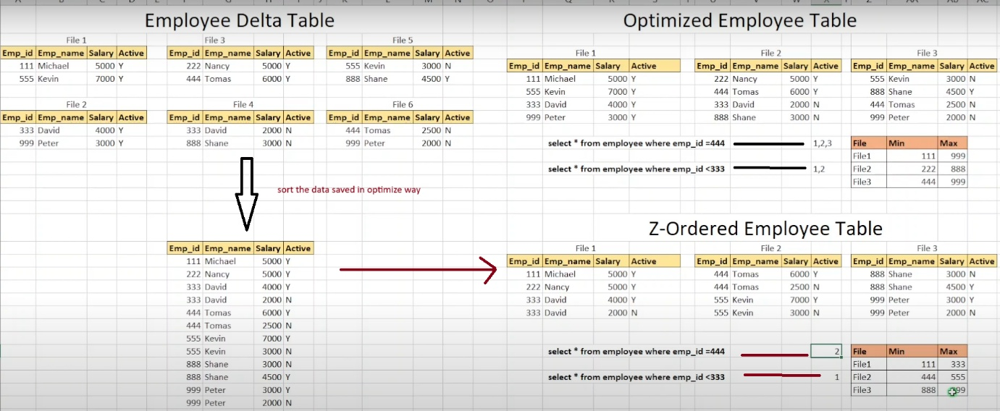 Employee Delta Table
File 1
Emp_id Emp_name Salary Active
111 Michael 5000 Y
555 Kevin 7000 Y
File 3
Emp_id Emp_name Salary Active
222 Nancy 5000 Y
444 Tomas 6000 Y
File 5
Emp_id Emp_name Salary Active
555 Kevin 3000 N
888 Shane 4500 Y
File 2
Emp_id Emp_name Salary Active
333 David 4000 Y
999 Peter 3000 Y
File 4
Emp_id Emp_name Salary Active
333 David 2000 N
888 Shane 3000 N
File 6
Emp_id Emp_name Salary Active
444 Tomas 2500 N
999 Peter 2000 N
sort the data saved in optimize way
Emp_id Emp_name Salary Active
111 Michael 5000 Y
222 Nancy 5000 Y
333 David 4000 Y
333 David 2000 N
444 Tomas 6000 Y
444 Tomas 2500 N
555 Kevin 7000 Y
555 Kevin 3000 N
888 Shane 3000 N
888 Shane 4500 Y
999 Peter 3000 Y
999 Peter 2000 N
Optimized Employee Table
File 1
Emp_id Emp_name Salary Active
111 Michael 5000 Y
555 Kevin 7000 Y
333 David 4000 Y
999 Peter 3000 Y
File 2
Emp_id Emp_name Salary Active
222 Nancy 5000 Y
444 Tomas 6000 Y
333 David 2000 N
888 Shane 3000 N
File 3
Emp_id Emp_name Salary Active
555 Kevin 3000 N
888 Shane 4500 Y
444 Tomas 2500 N
999 Peter 2000 N
select * from employee where emp_id =444 1,2,3
select * from employee where emp_id <333 1,2
File Min Max
File1 111 999
File2 222 888
File3 444 999
Z-Ordered Employee Table
File 1
Emp_id Emp_name Salary Active
111 Michael 5000 Y
222 Nancy 5000 Y
333 David 4000 Y
333 David 2000 N
File 2
Emp_id Emp_name Salary Active
444 Tomas 6000 Y
444 Tomas 2500 N
555 Kevin 7000 Y
555 Kevin 3000 N
File 3
Emp_id Emp_name Salary Active
888 Shane 3000 N
888 Shane 4500 Y
999 Peter 3000 Y
999 Peter 2000 N
select * from employee where emp_id =444 2
select * from employee where emp_id <333 1
File Min Max
File1 111 333
File2 444 555
File3 888